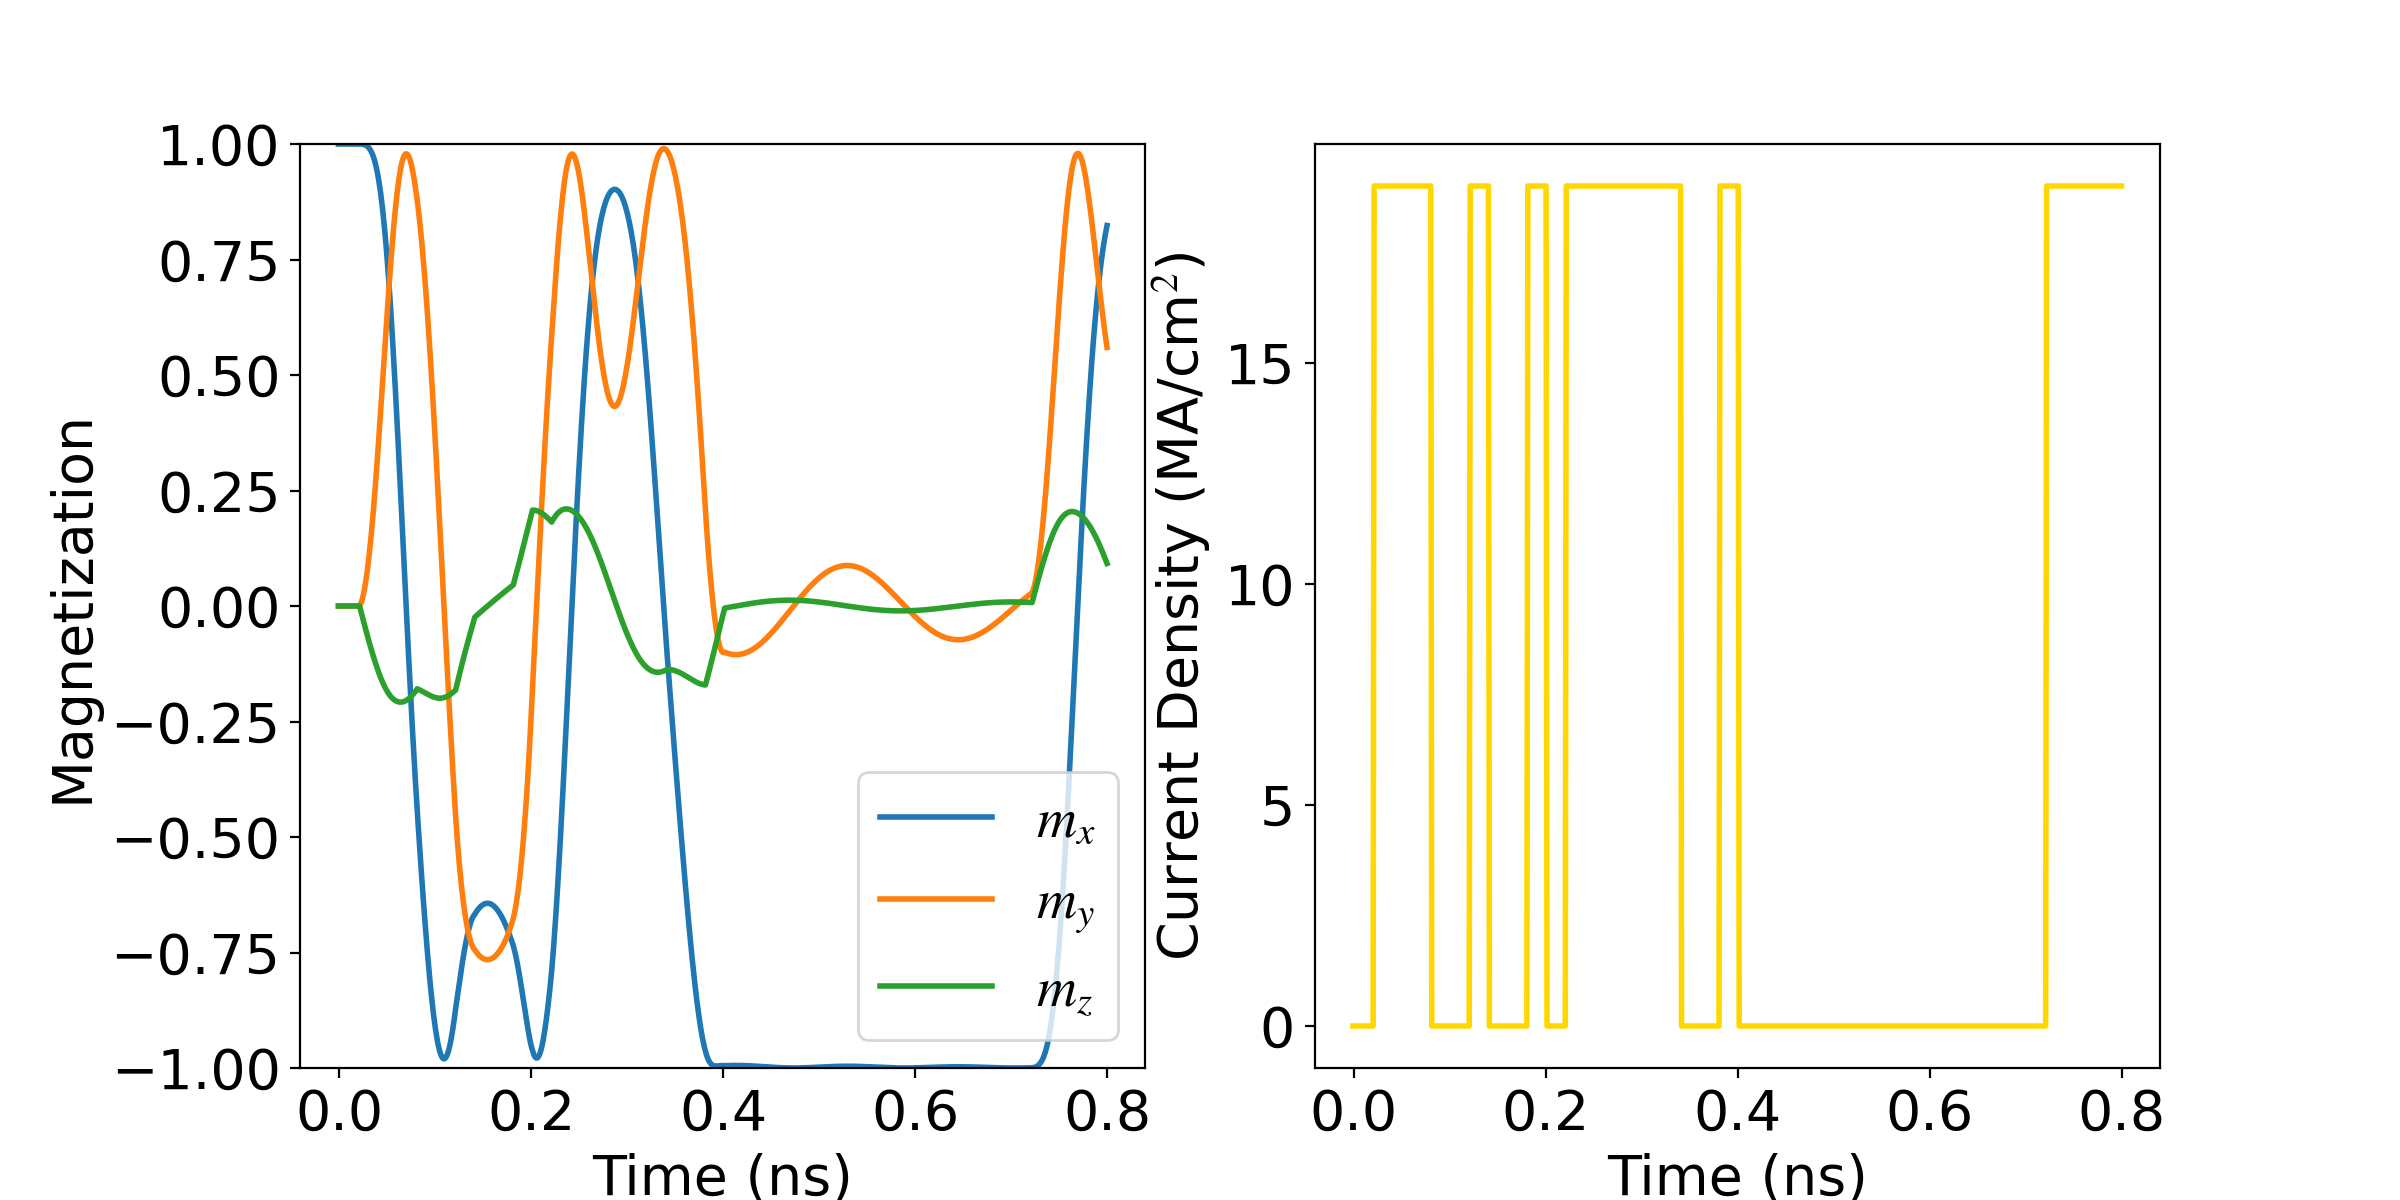 1.00
0.75
0.50
0.25
0.00
−0.25
−0.50
−0.75
−1.00
Magnetization
0.0 0.2 0.4 0.6 0.8
Time (ns)
m_x
m_y
m_z
15
10
5
0
Current Density (MA/cm²)
0.0 0.2 0.4 0.6 0.8
Time (ns)